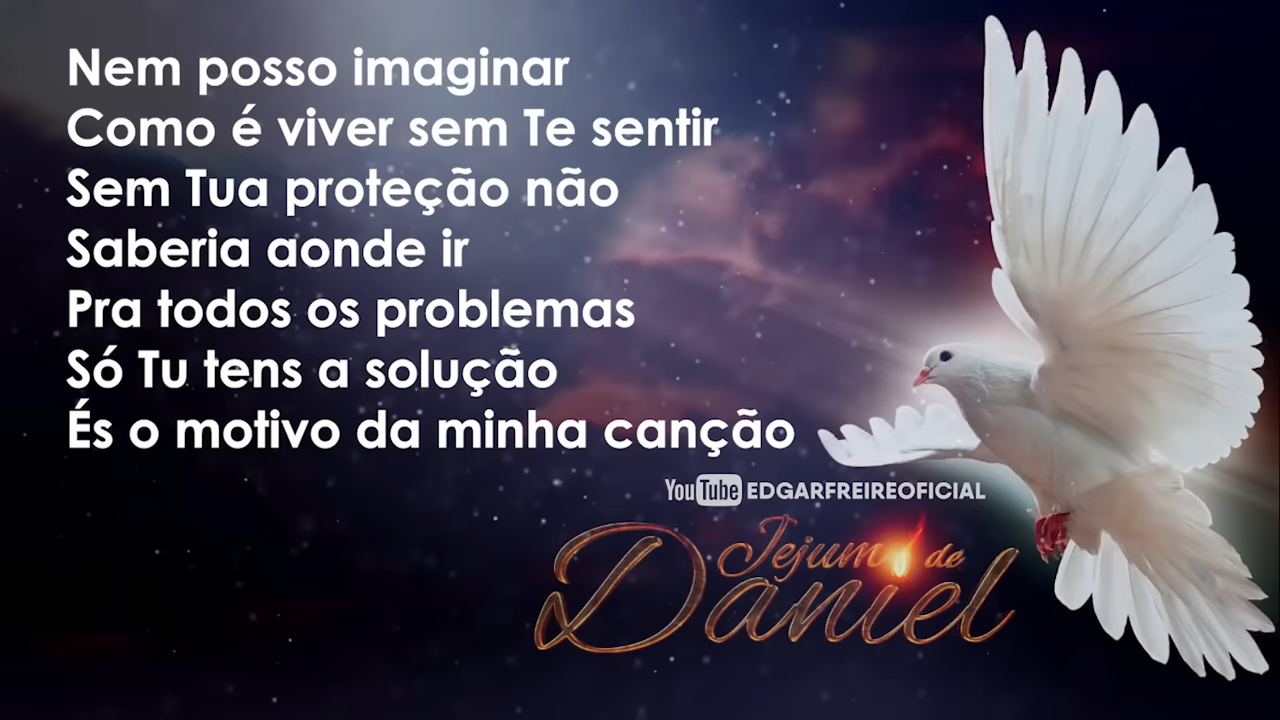 Nem posso imaginar
Como é viver sem Te sentir
Sem Tua proteção não
Saberia aonde ir
Pra todos os problemas
Só Tu tens a solução
És o motivo da minha canção
YouTube EDGARFREIREOFICIAL
Jejum de
Daniel